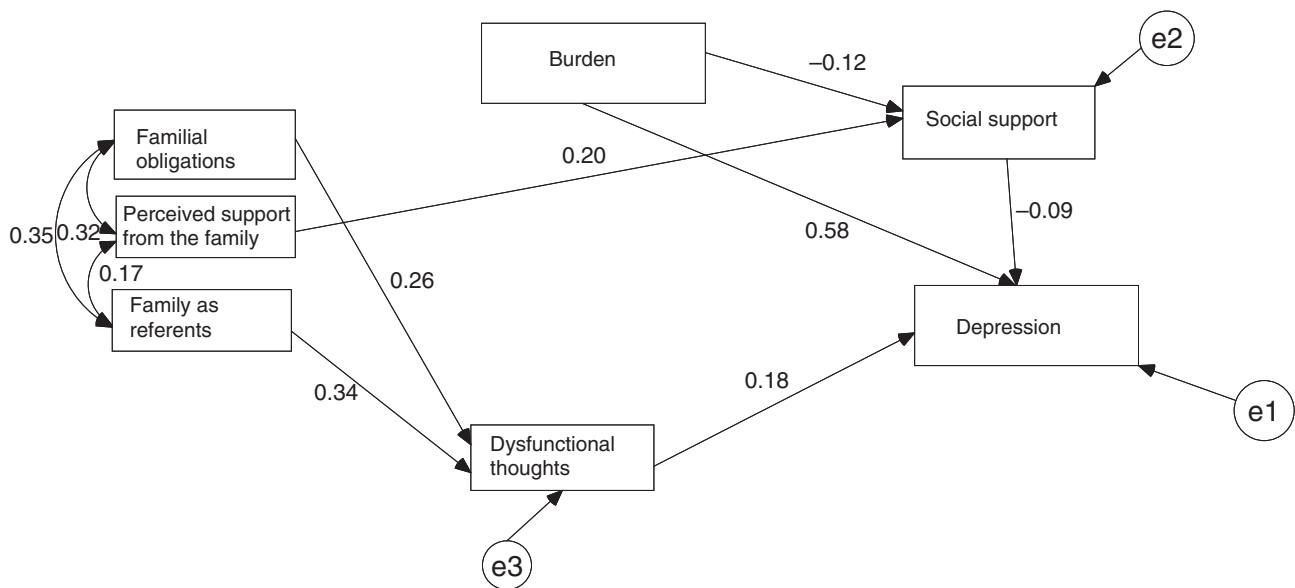 Burden
e2
–0.12
Social support
Familial
obligations
0.20
Perceived support
from the family
0.35
0.32
–0.09
0.58
0.17
0.26
Family as
referents
Depression
0.34
0.18
e1
Dysfunctional
thoughts
e3